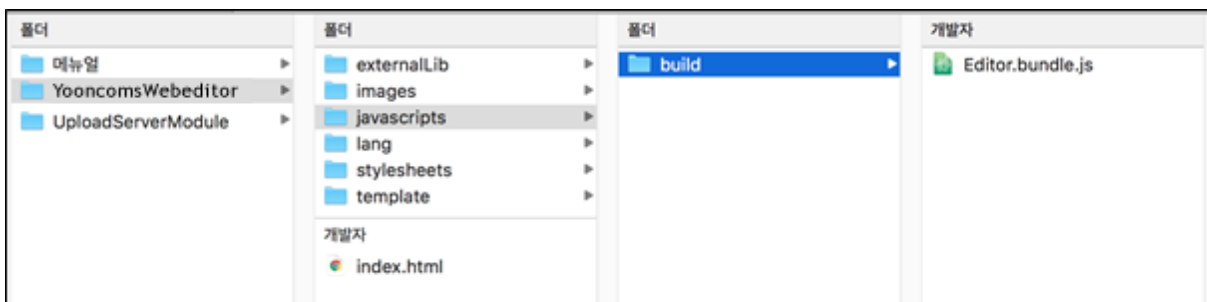 폴더
메뉴얼
YooncomsWebeditor
UploadServerModule
폴더
externalLib
images
javascripts
lang
stylesheets
template
개발자
index.html
폴더
build
개발자
Editor.bundle.js